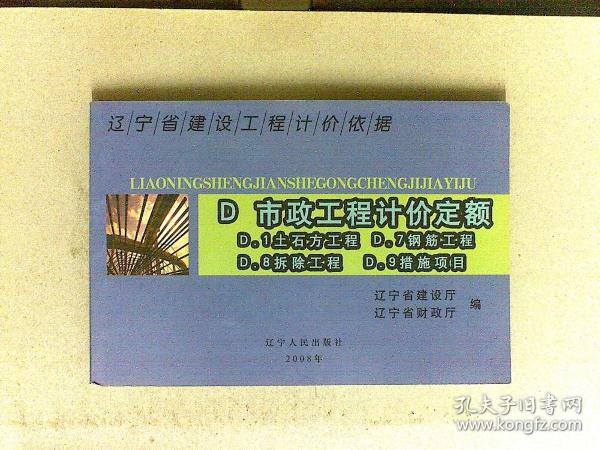 辽/宁/省/建/设/工/程/计/价/依/据
LIAONINGSHENGJIANSHEGONGCHENGJIJIAYIJU
D 市政工程计价定额
D.1土石方工程 D.7钢筋工程
D.8拆除工程 D.9措施项目
辽宁省建设厅
辽宁省财政厅
编
辽宁人民出版社
2008年
孔夫子旧书网
www.kongfz.com